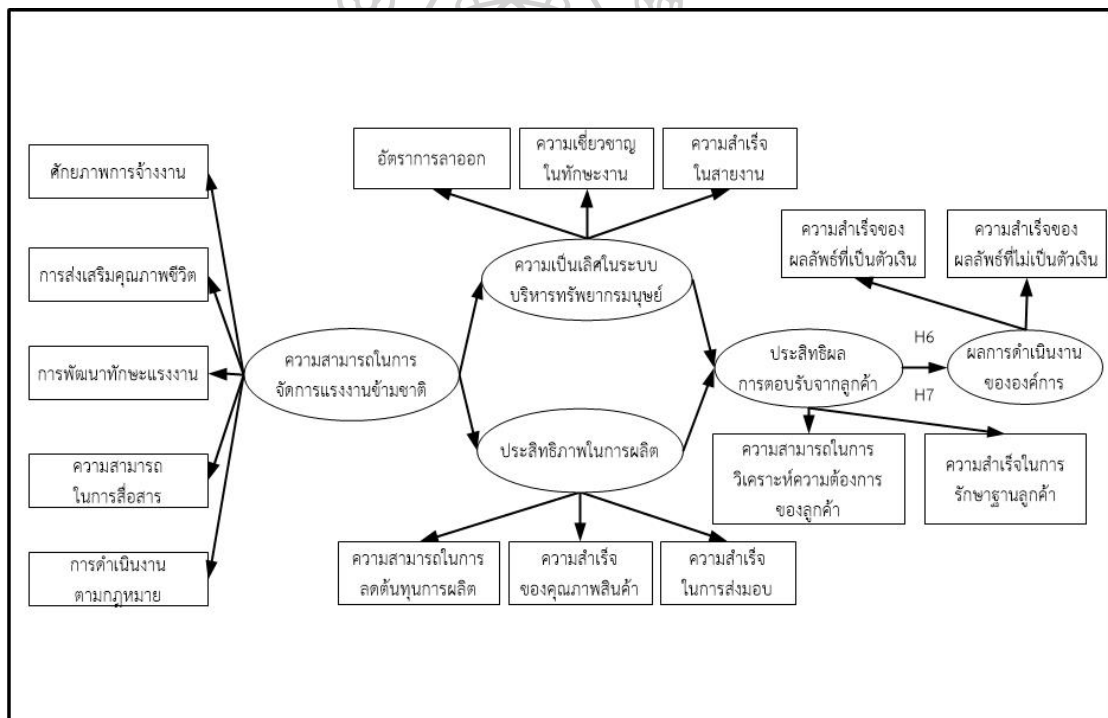 ศักยภาพการจ้างงาน
การส่งเสริมคุณภาพชีวิต
การพัฒนาทักษะแรงงาน
ความสามารถ
ในการสื่อสาร
การดำเนินงาน
ตามกฎหมาย
ความสามารถในการ
จัดการแรงงานข้ามชาติ
อัตราการลาออก
ความเชี่ยวชาญ
ในทักษะงาน
ความสำเร็จ
ในสายงาน
ความเป็นเลิศในระบบ
บริหารทรัพยากรมนุษย์
ประสิทธิภาพในการผลิต
ความสามารถในการ
ลดต้นทุนการผลิต
ความสำเร็จ
ของคุณภาพสินค้า
ความสำเร็จ
ในการส่งมอบ
ประสิทธิผล
การตอบรับจากลูกค้า
ความสามารถในการ
วิเคราะห์ความต้องการ
ของลูกค้า
ความสำเร็จในการ
รักษาฐานลูกค้า
H6
H7
ความสำเร็จของ
ผลลัพธ์ที่เป็นตัวเงิน
ความสำเร็จของ
ผลลัพธ์ที่ไม่เป็นตัวเงิน
ผลการดำเนินงาน
ขององค์การ